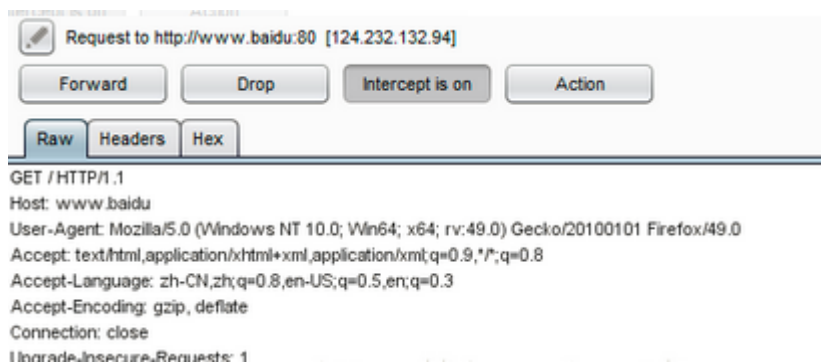 Request to http://www.baidu:80 [124.232.132.94]
Forward Drop Intercept is on Action
Raw Headers Hex
GET / HTTP/1.1
Host: www.baidu
User-Agent: Mozilla/5.0 (Windows NT 10.0; Win64; x64; rv:49.0) Gecko/20100101 Firefox/49.0
Accept: text/html,application/xhtml+xml,application/xml;q=0.9,*/*;q=0.8
Accept-Language: zh-CN,zh;q=0.8,en-US;q=0.5,en;q=0.3
Accept-Encoding: gzip, deflate
Connection: close
Upgrade-Insecure-Requests: 1